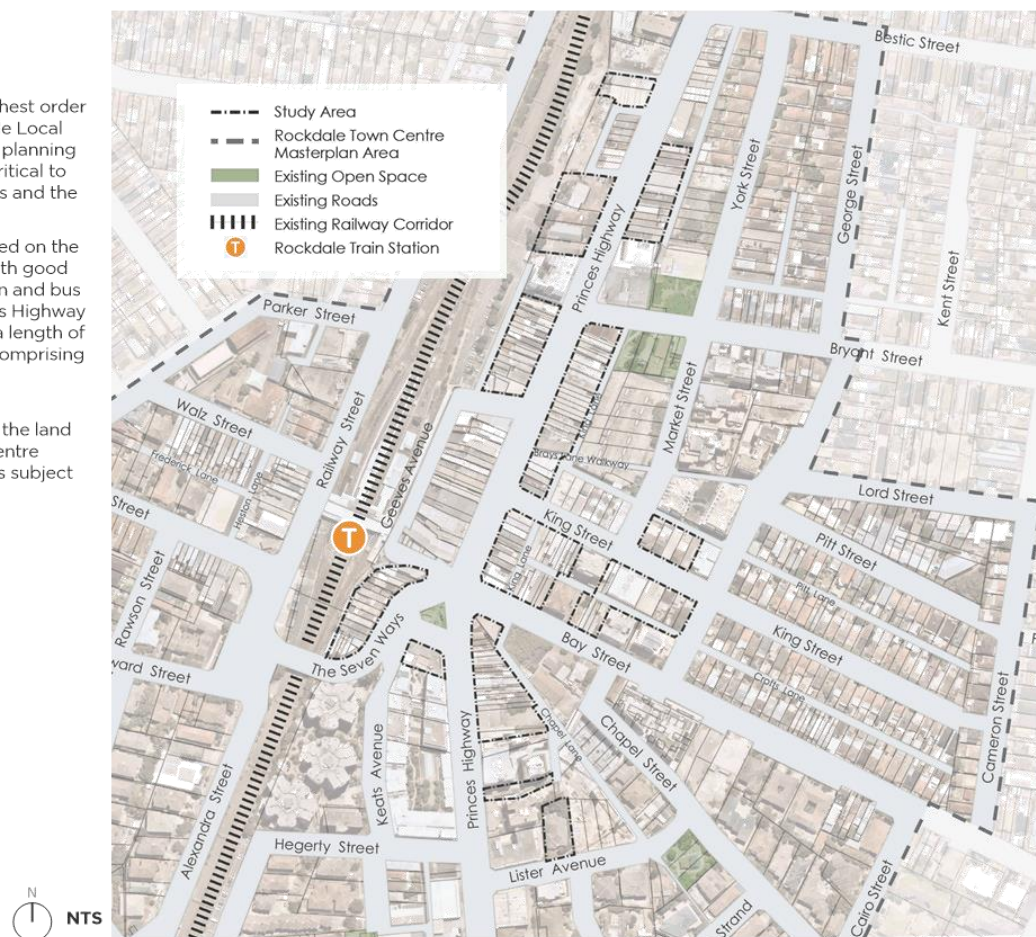 hest order
e Local
planning
ritical to
s and the
ed on the
th good
n and bus
s Highway
a length of
omprising
the land
entre
s subject
Study Area
Rockdale Town Centre
Masterplan Area
Existing Open Space
Existing Roads
Existing Railway Corridor
T Rockdale Train Station
Bestic Street
York Street
George Street
Kent Street
Princes Highway
Parker Street
Bryant Street
Walz Street
Railway Street
Market Street
Frederick Lane
Heston Lane
Geeves Avenue
King Lane
Brays Lane Walkway
Lord Street
Street
T
King Street
Pitt Street
Rawson Street
King Lane
Pitt Lane
The Seven Ways
Bay Street
King Street
ward Street
Crofts Lane
Keats Avenue
Princes Highway
Chapel Lane
Chapel Street
Cameron Street
Alexandra Street
Hegerty Street
Lister Avenue
Strand
Cairo Street
N
NTS